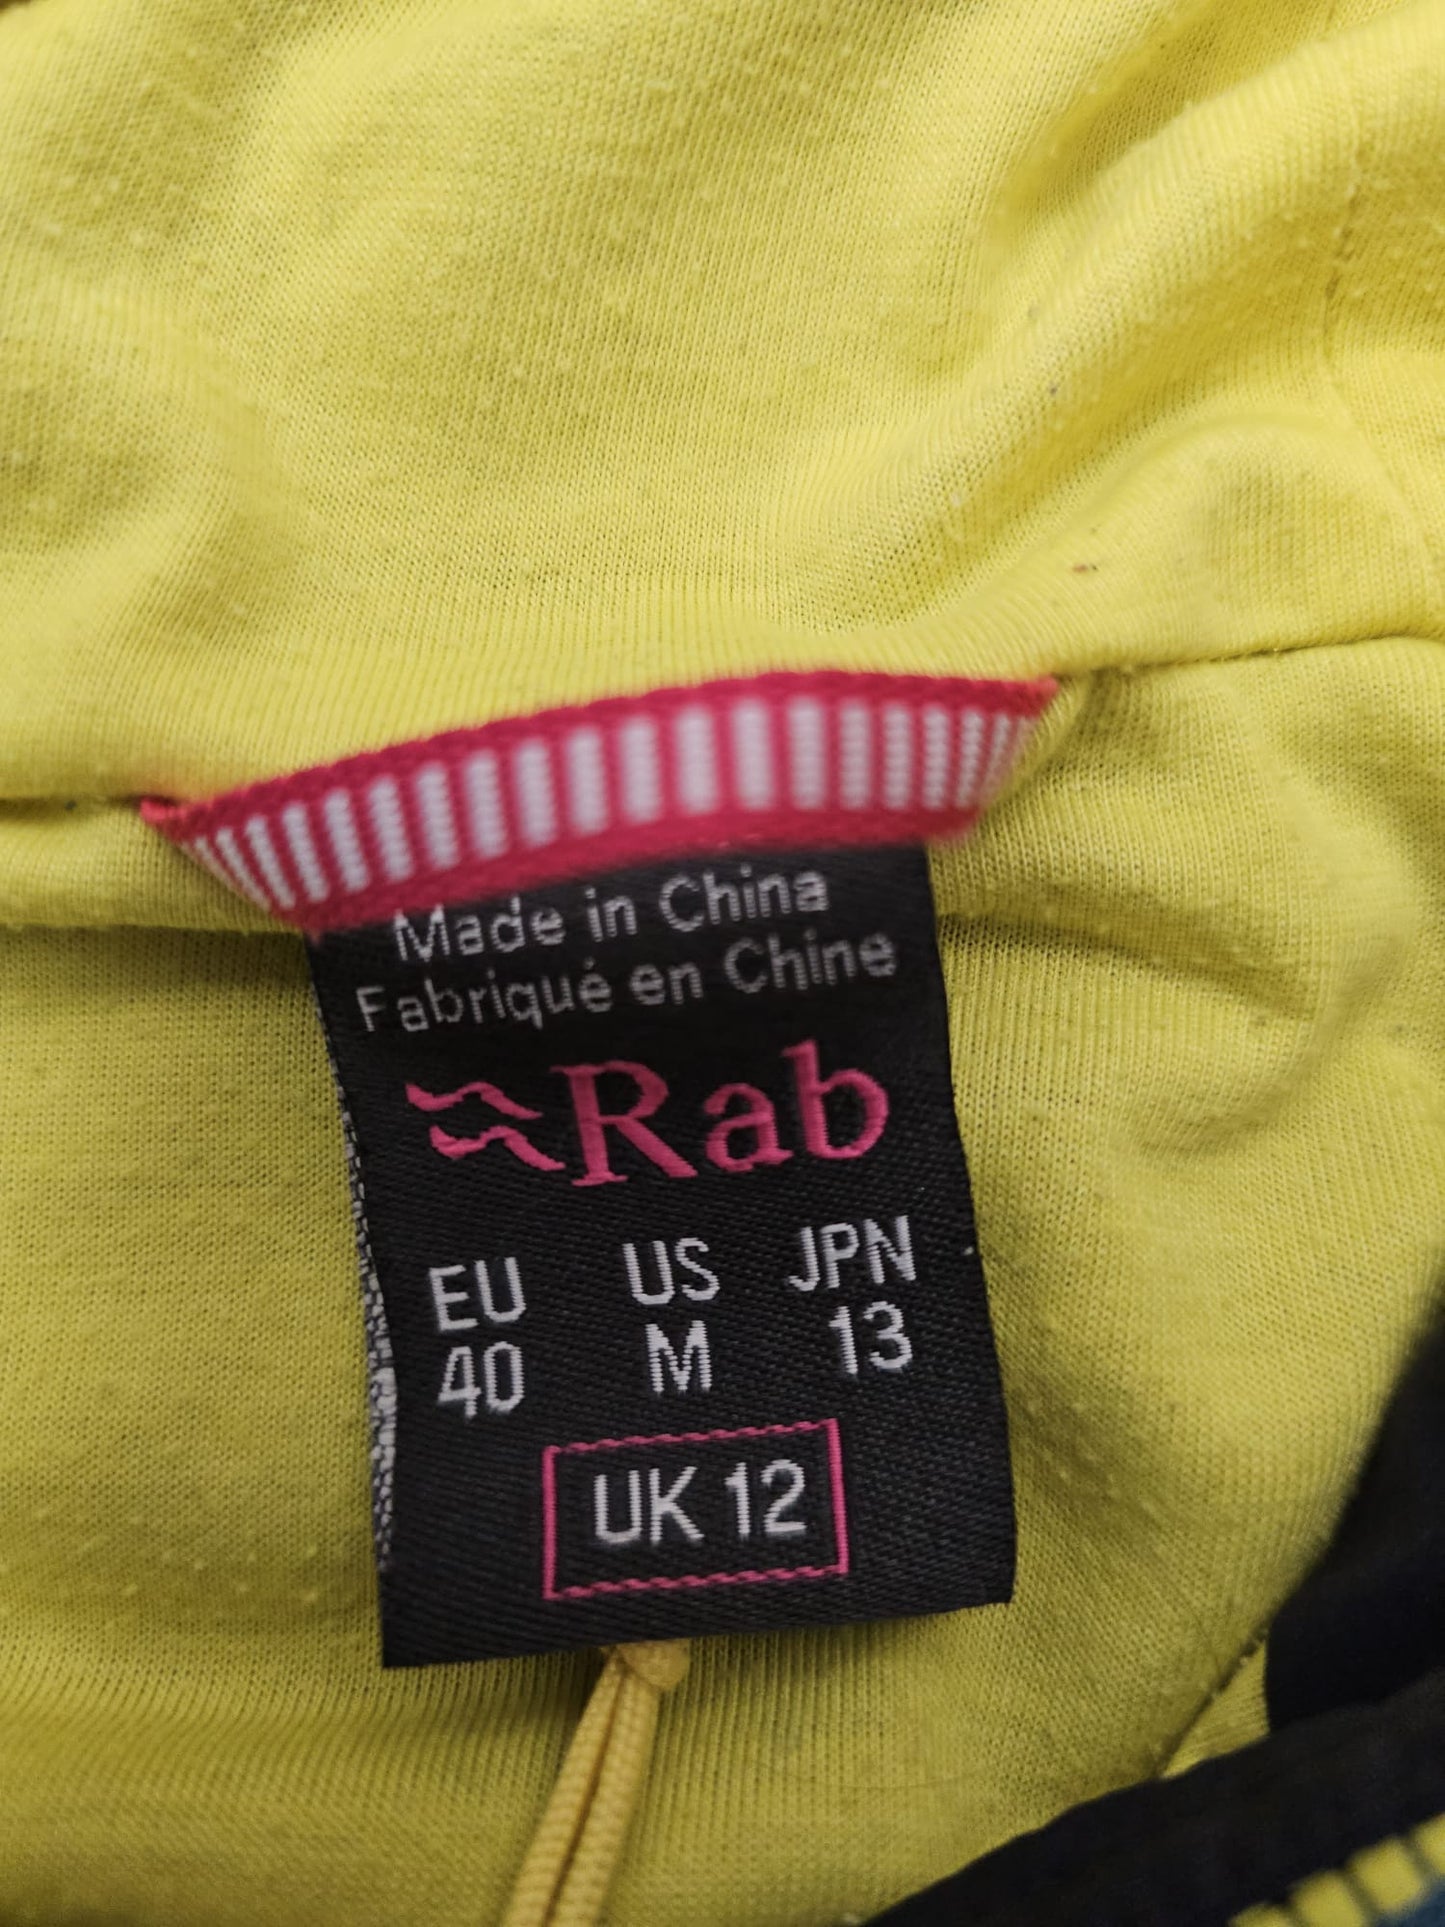 Made in China
Fabriqué en Chine
Rab
EU US JPN
40 M 13
UK 12